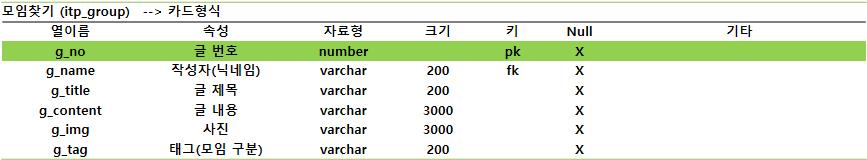 모임찾기 (itp_group) --> 카드형식
열이름 속성 자료형 크기 키 Null 기타
g_no 글 번호 number pk X
g_name 작성자(닉네임) varchar 200 fk X
g_title 글 제목 varchar 200 X
g_content 글 내용 varchar 3000 X
g_img 사진 varchar 3000 X
g_tag 태그(모임 구분) varchar 200 X